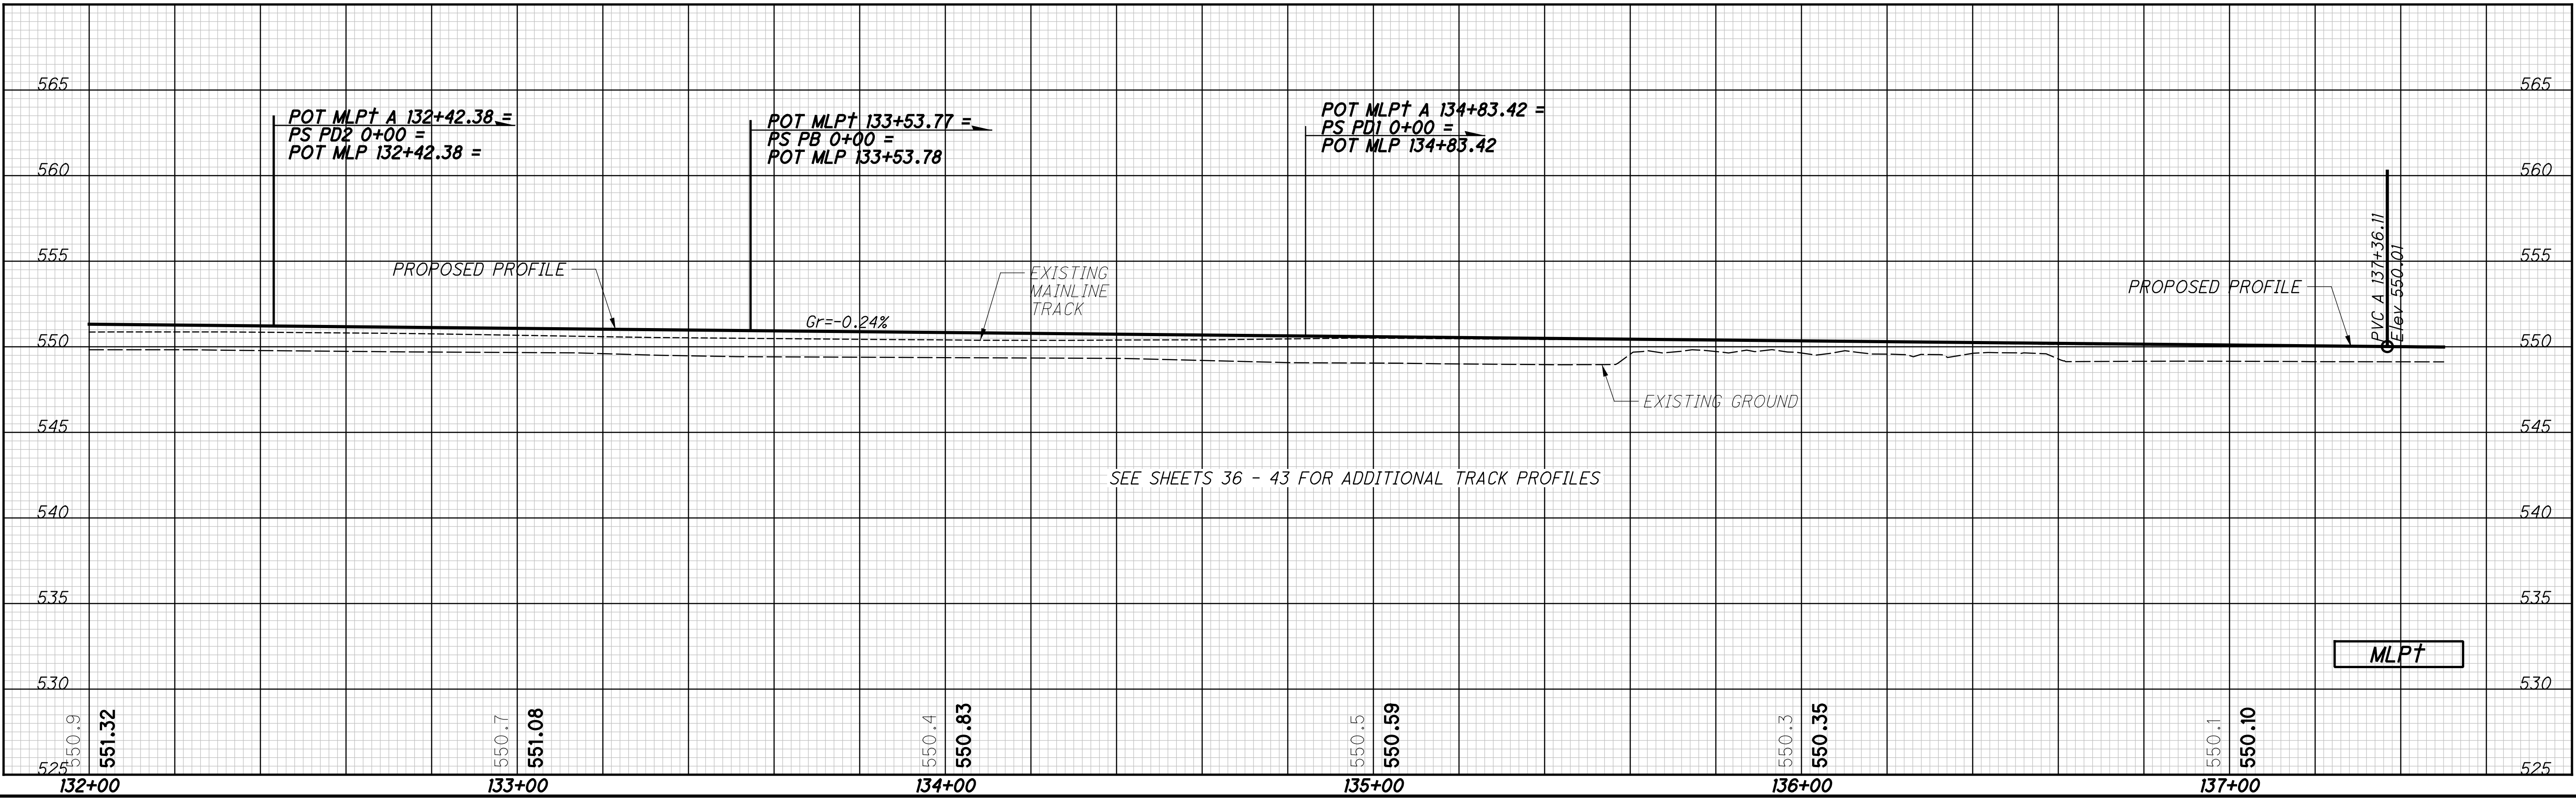 565
565
POT MLP† A 132+42.38 =
PS PD2 0+00 =
POT MLP 132+42.38 =
POT MLP† 133+53.77 =
PS PB 0+00 =
POT MLP 133+53.78
POT MLP† A 134+83.42 =
PS PD1 0+00 =
POT MLP 134+83.42
560
560
555
555
PROPOSED PROFILE
EXISTING
MAINLINE
TRACK
PROPOSED PROFILE
PVC A 137+36.11
Elev 550.01
Gr=-0.24%
550
550
EXISTING GROUND
545
545
SEE SHEETS 36 - 43 FOR ADDITIONAL TRACK PROFILES
540
540
535
535
MLP†
530
530
550.9
551.32
550.7
551.08
550.4
550.83
550.5
550.59
550.3
550.35
550.1
550.10
525
525
132+00
133+00
134+00
135+00
136+00
137+00